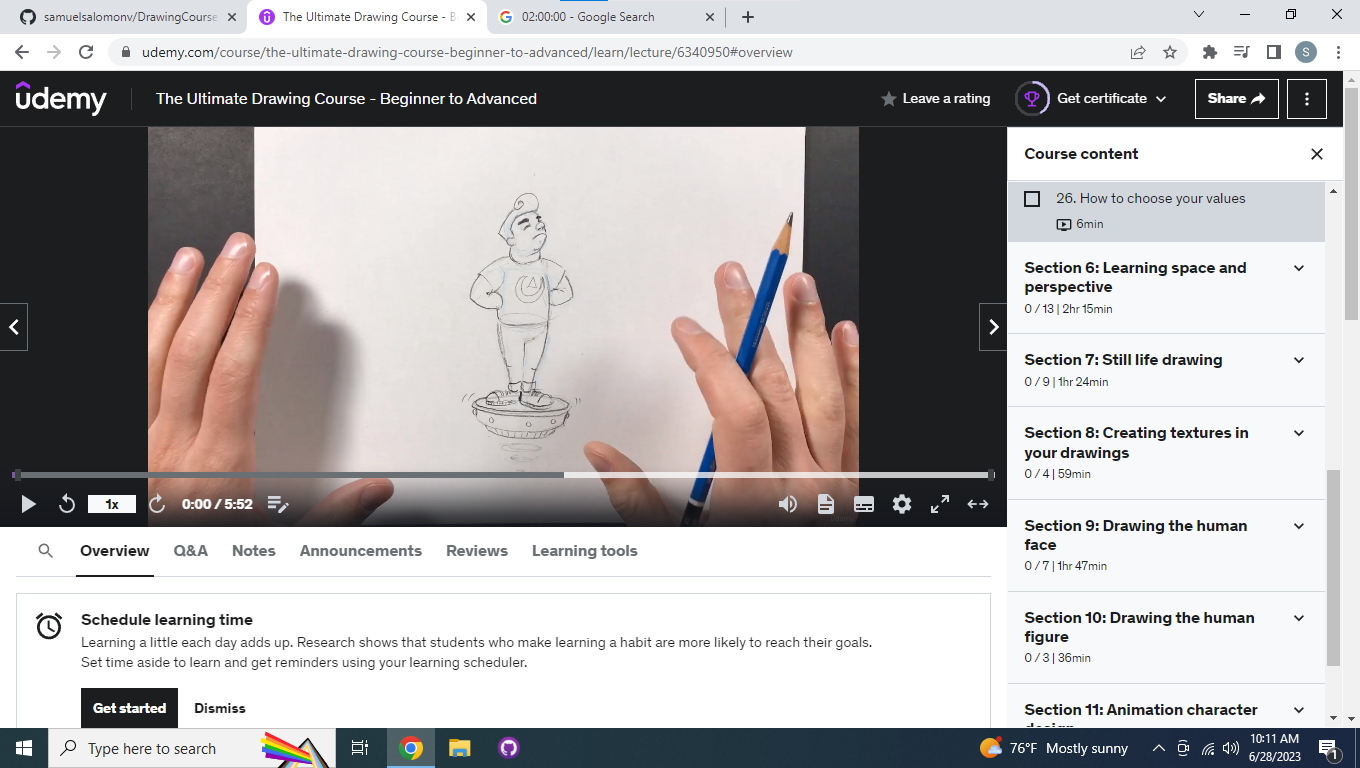 samuelsalomonv/DrawingCourse
The Ultimate Drawing Course - B
02:00:00 - Google Search
udemy.com/course/the-ultimate-drawing-course-beginner-to-advanced/learn/lecture/6340950#overview
S
udemy
The Ultimate Drawing Course - Beginner to Advanced
Leave a rating
Get certificate
Share
Course content
26. How to choose your values
6min
Section 6: Learning space and
perspective
0 / 13 | 2hr 15min
Section 7: Still life drawing
0 / 9 | 1hr 24min
Section 8: Creating textures in
your drawings
0 / 4 | 59min
Section 9: Drawing the human
face
0 / 7 | 1hr 47min
Section 10: Drawing the human
figure
0 / 3 | 36min
Section 11: Animation character
design
1x
0:00 / 5:52
Overview
Q&A
Notes
Announcements
Reviews
Learning tools
Schedule learning time
Learning a little each day adds up. Research shows that students who make learning a habit are more likely to reach their goals.
Set time aside to learn and get reminders using your learning scheduler.
Get started
Dismiss
Type here to search
76°F Mostly sunny
10:11 AM
6/28/2023
1